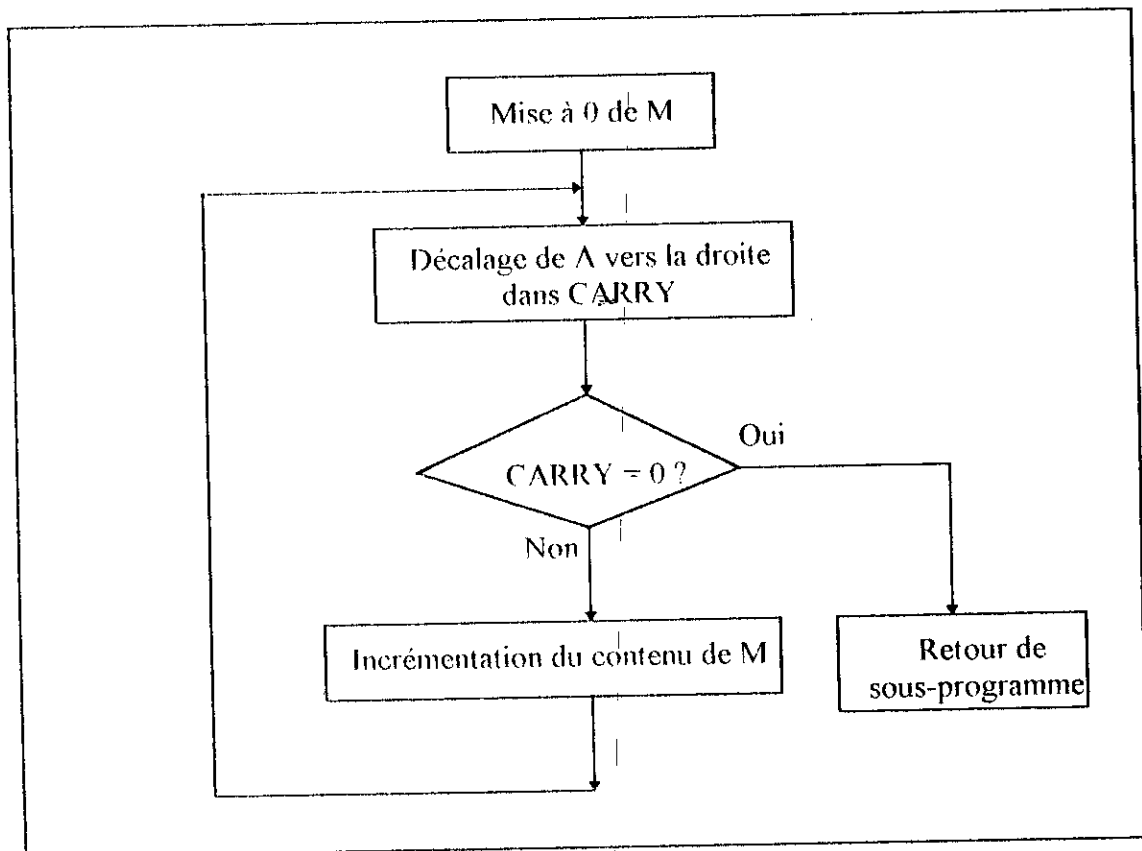 Mise à 0 de M
Décalage de A vers la droite
dans CARRY
CARRY = 0 ?
Oui
Non
Incrémentation du contenu de M
Retour de
sous-programme